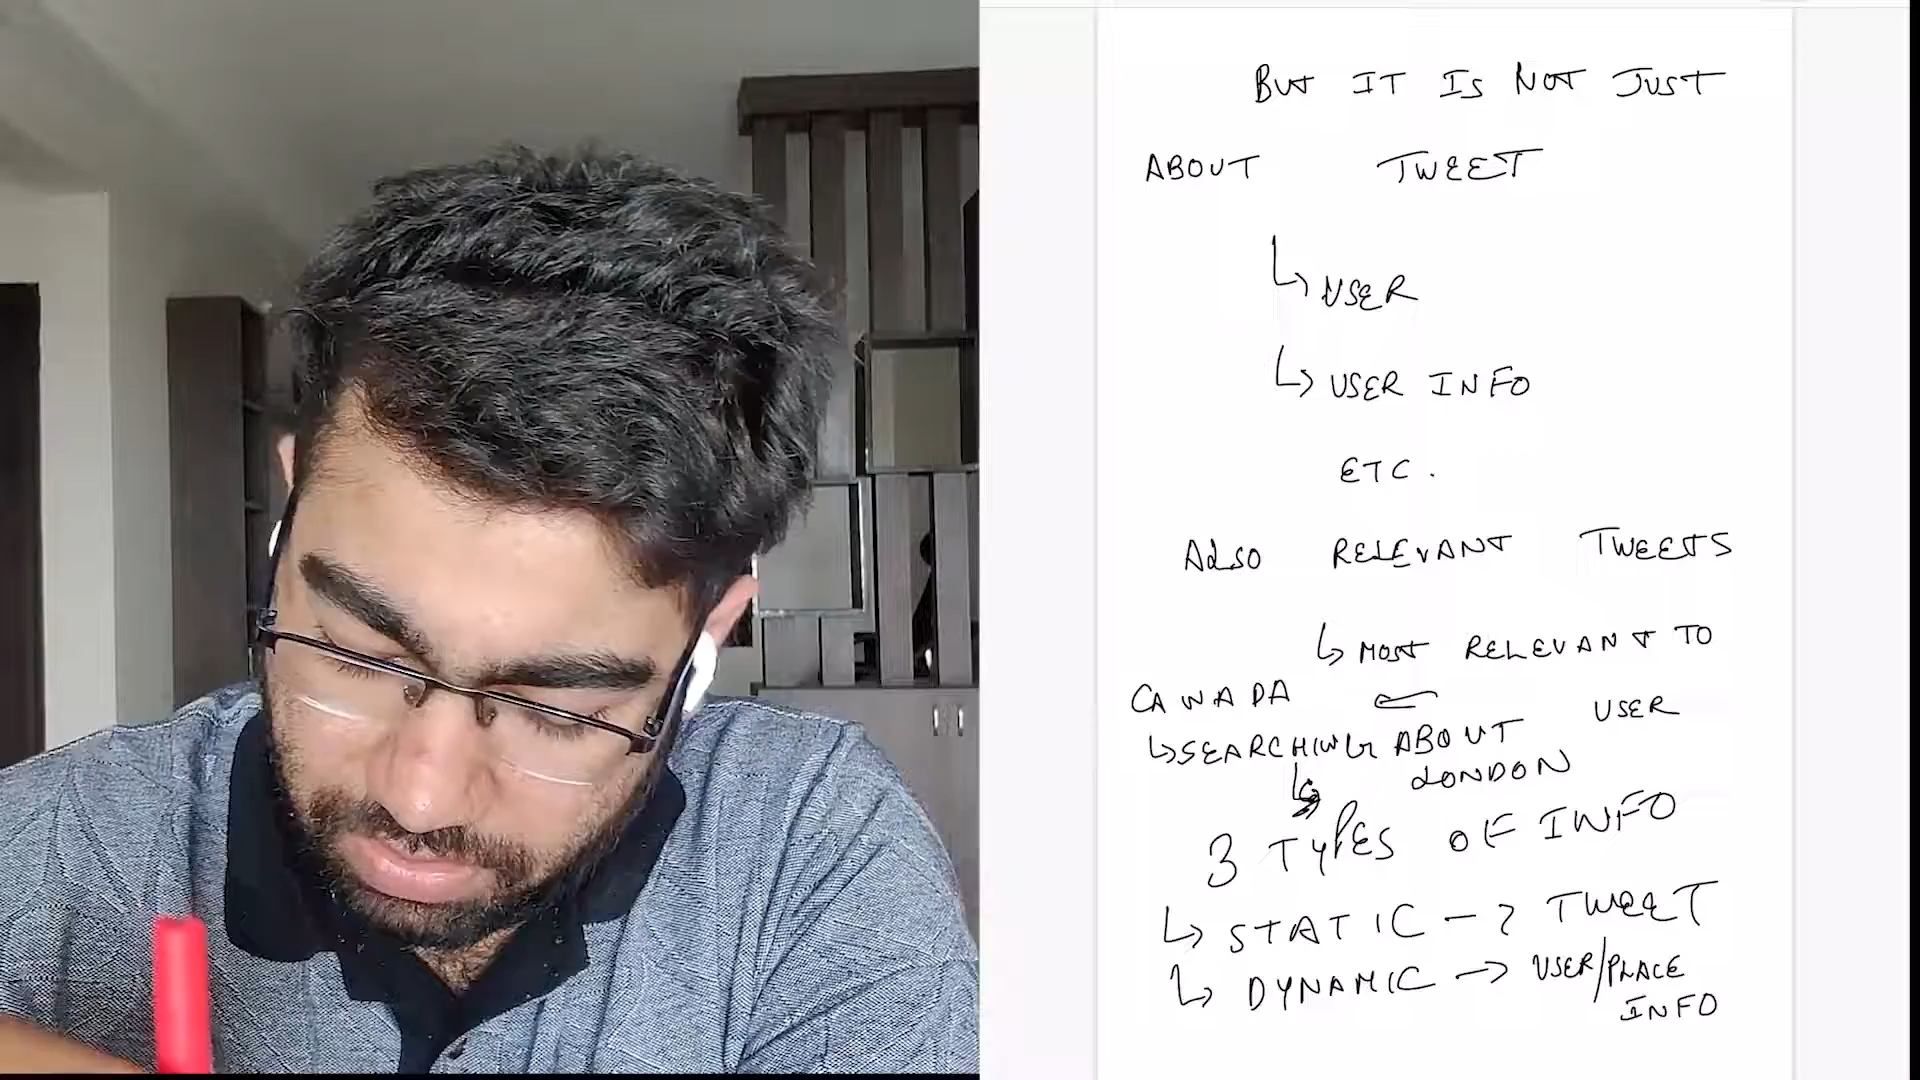 BUT IT IS NOT JUST
ABOUT TWEET
↳ USER
↳ USER INFO
ETC.
ALSO RELEVANT TWEETS
↳ MOST RELEVANT TO
CANADA ← USER
↳ SEARCHING ABOUT
LONDON
3 TYPES OF INFO
↳ STATIC -> TWEET
↳ DYNAMIC -> USER/PLACE
INFO